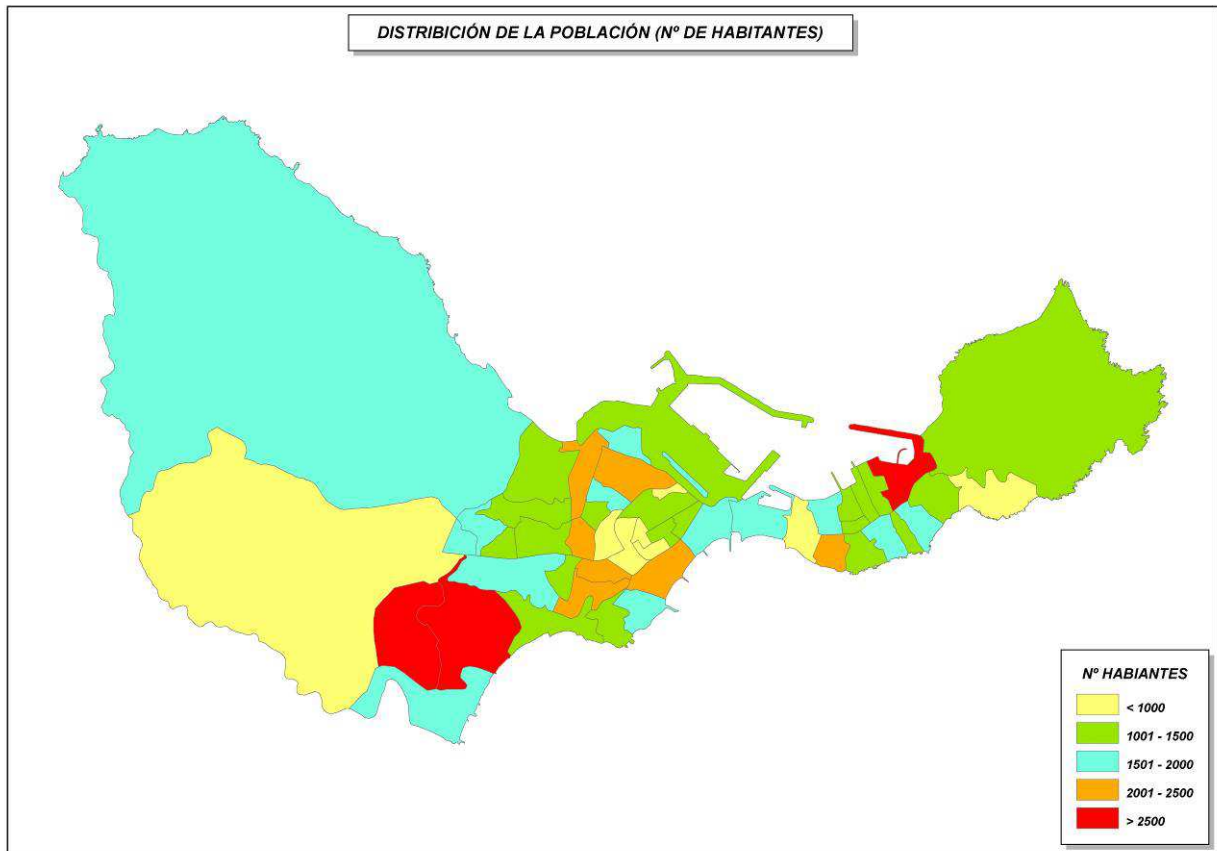 DISTRIBICIÓN DE LA POBLACIÓN (Nº DE HABITANTES)
Nº HABIANTES
< 1000
1001 - 1500
1501 - 2000
2001 - 2500
> 2500